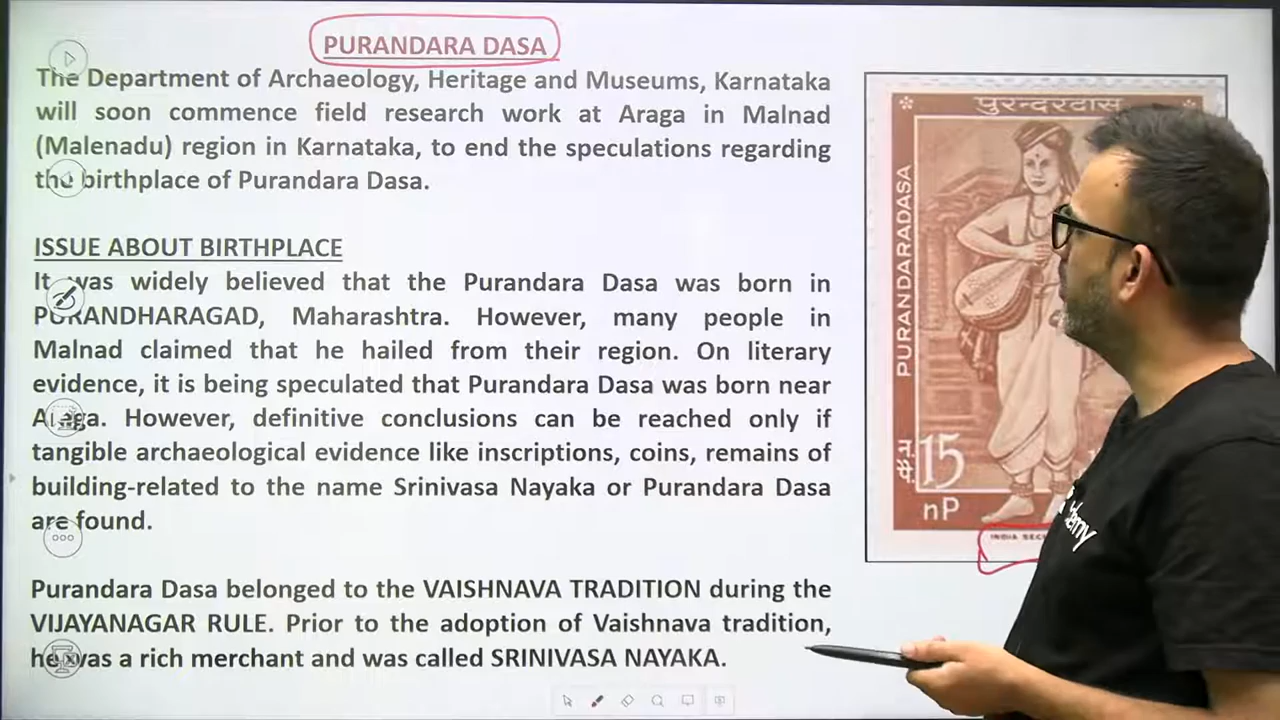 PURANDARA DASA
The Department of Archaeology, Heritage and Museums, Karnataka
will soon commence field research work at Araga in Malnad
(Malenadu) region in Karnataka, to end the speculations regarding
the birthplace of Purandara Dasa.
ISSUE ABOUT BIRTHPLACE
It was widely believed that the Purandara Dasa was born in
PURANDHARAGAD, Maharashtra. However, many people in
Malnad claimed that he hailed from their region. On literary
evidence, it is being speculated that Purandara Dasa was born near
Araga. However, definitive conclusions can be reached only if
tangible archaeological evidence like inscriptions, coins, remains of
building-related to the name Srinivasa Nayaka or Purandara Dasa
are found.
Purandara Dasa belonged to the VAISHNAVA TRADITION during the
VIJAYANAGAR RULE. Prior to the adoption of Vaishnava tradition,
he was a rich merchant and was called SRINIVASA NAYAKA.
पुरन्दरदास
PURANDARADASA
न.पै.
15
nP
INDIA